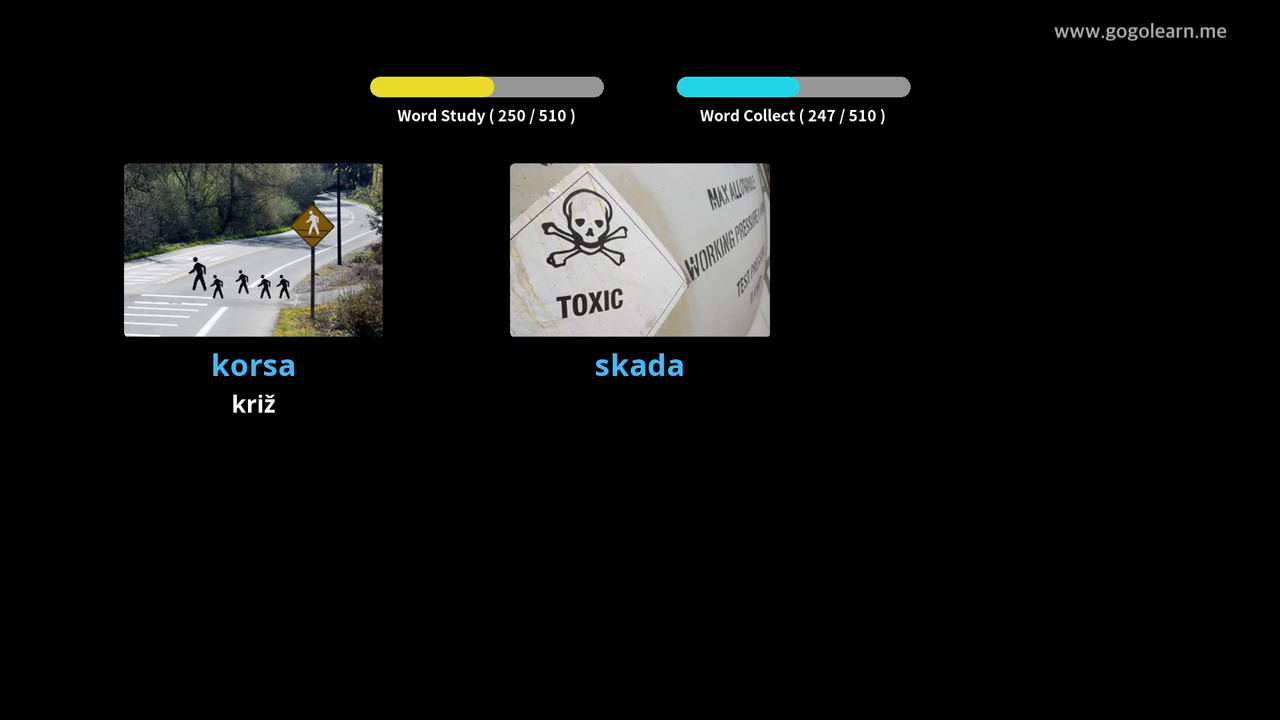 www.gogolearn.me
Word Study ( 250 / 510 )
Word Collect ( 247 / 510 )
TOXIC
MAX ALLOWABLE
WORKING PRESSURE
TEST
korsa
skada
križ